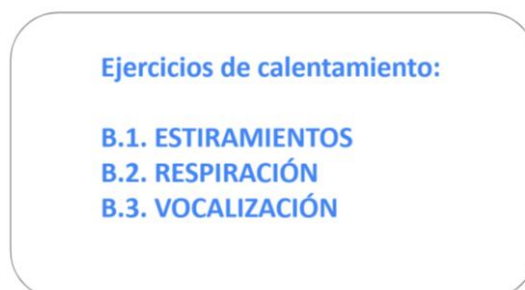 Ejercicios de calentamiento:
B.1. ESTIRAMIENTOS
B.2. RESPIRACIÓN
B.3. VOCALIZACIÓN